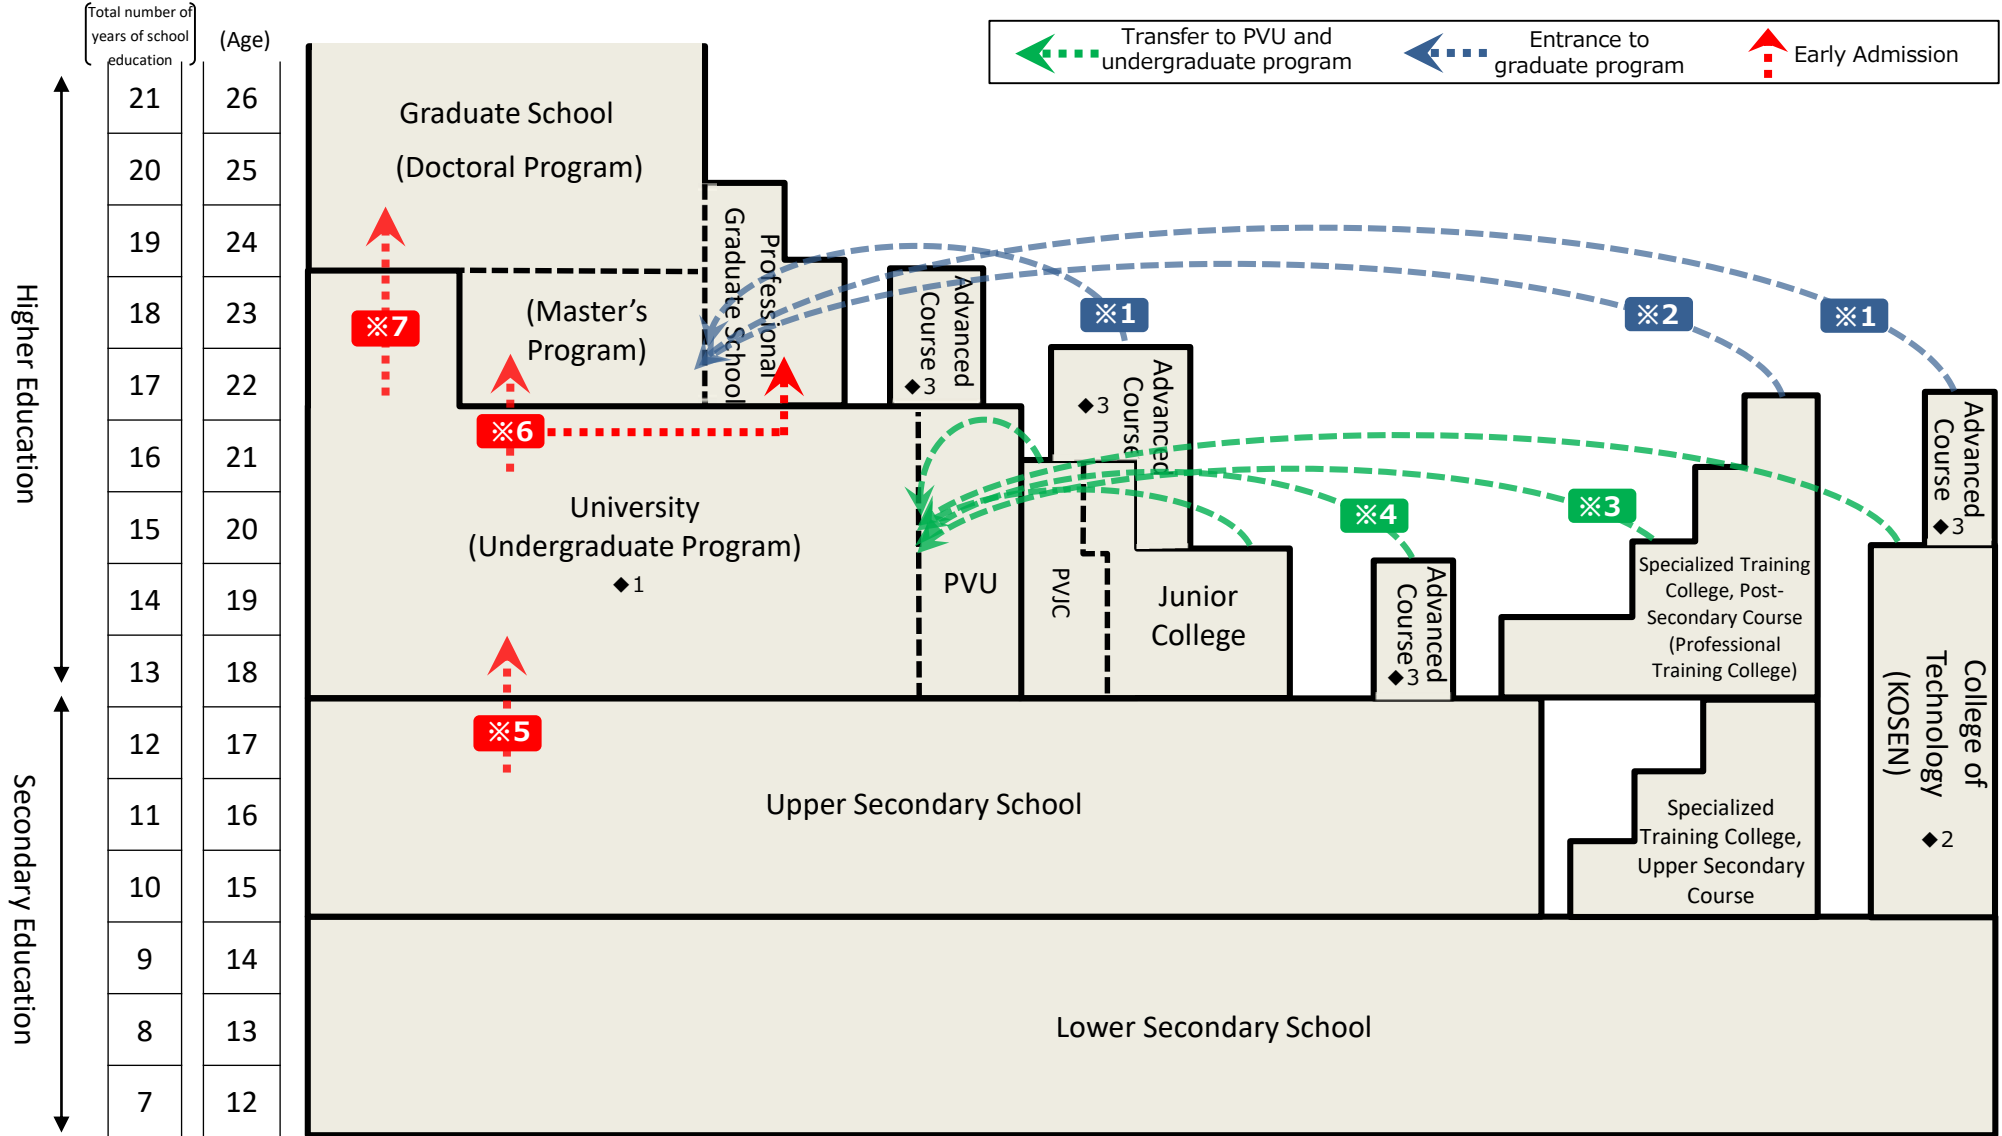 Total number of
years of school
education
(Age)
Transfer to PVU and
undergraduate program
Entrance to
graduate program
Early Admission
Higher Education
Secondary Education
21 26
20 25
19 24
18 23
17 22
16 21
15 20
14 19
13 18
12 17
11 16
10 15
9 14
8 13
7 12
Graduate School
(Doctoral Program)
(Master's
Program)
Professional
Graduate School
※7
※6
※5
Advanced
Course
◆3
※1
※2
※1
Advanced
Course
◆3
University
(Undergraduate Program)
◆1
PVU
PVJC
Junior
College
※4
※3
Advanced
Course
◆3
Specialized Training
College, Post-
Secondary Course
(Professional
Training College)
Advanced
Course
◆3
College of
Technology
(KOSEN)
◆2
Upper Secondary School
Specialized
Training College,
Upper Secondary
Course
Lower Secondary School